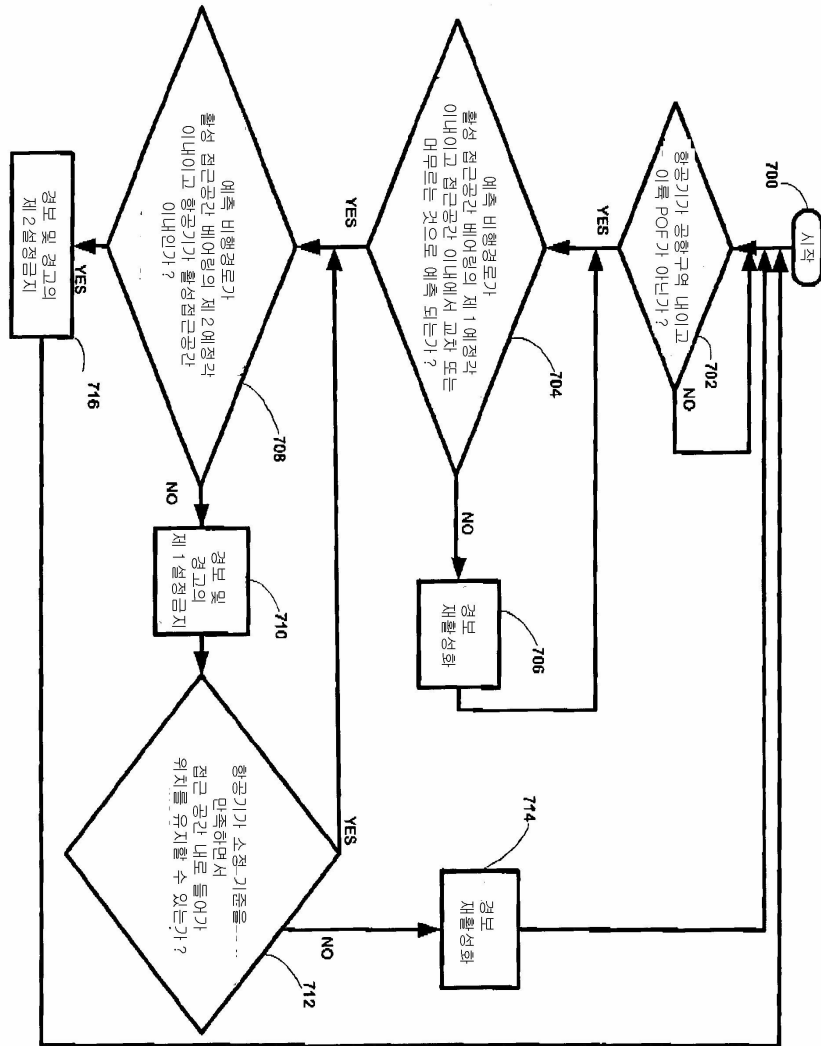 700
시작
항공기가 공항구역 내이고
이륙 POF가 아닌가 ?
702
NO
YES
예측 비행경로가
활성 접근공간 베어링의 제1예정각
이내이고 접근공간 이내에서 교차 또는
머무르는 것으로 예측 되는가 ?
704
NO
경보
재활성화
706
YES
예측 비행경로가
활성 접근공간 베어링의 제2예정각
이내이고 항공기가 활성접근공간
이내인가 ?
708
NO
경보 및
경고의
제1설정금지
710
항공기가 소정 기준을
만족하면서
접근 공간 내로 들어가
위치를 유지할 수 있는가 ?
712
YES
NO
경보
재활성화
714
YES
경보 및 경고의
제2설정금지
716